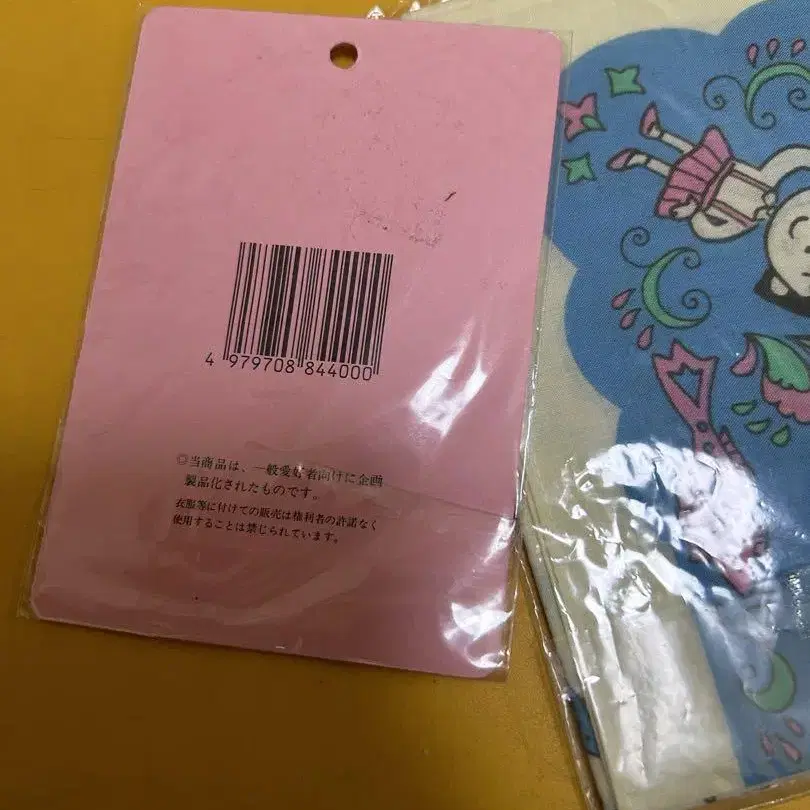 4 979708 844000
◎当商品は、一般愛好者向けに企画
製品化されたものです。
衣服等に付けての販売は権利者の許諾なく
使用することは禁じられています。